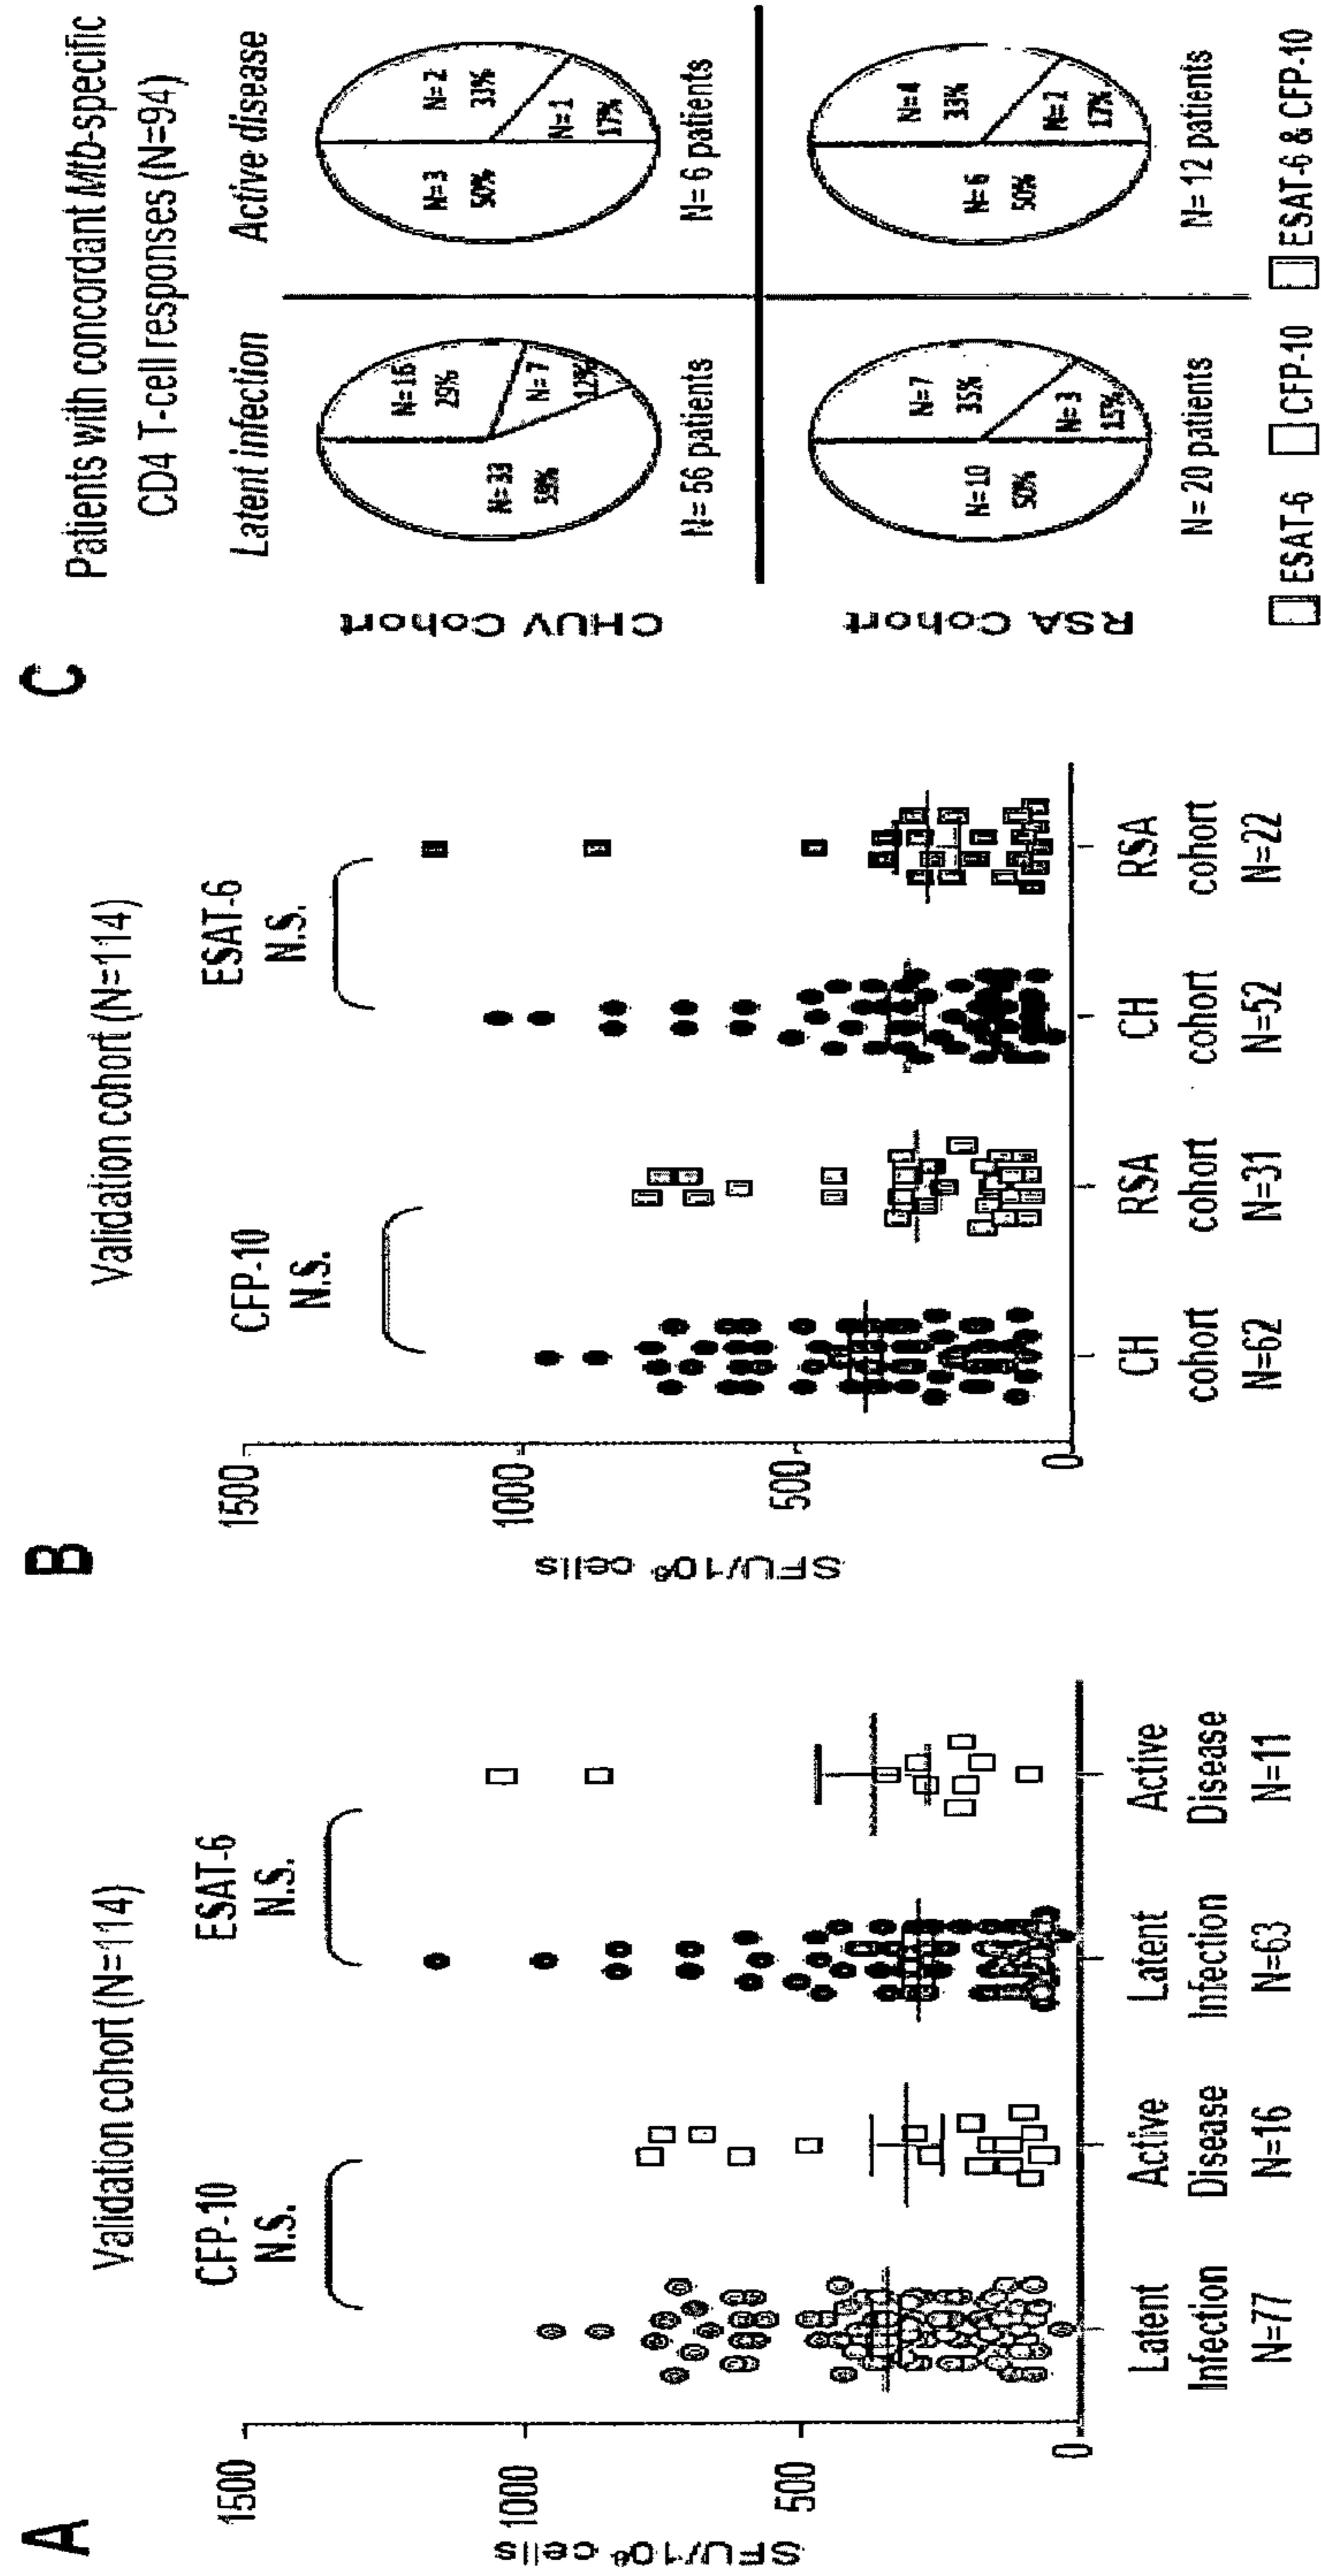 A
Validation cohort (N=114)
CFP-10
N.S.
ESAT-6
N.S.
1500
1000
500
0
SFU/10⁶ cells
Latent
Infection
N=77
Active
Disease
N=16
Latent
Infection
N=63
Active
Disease
N=11
B
Validation cohort (N=114)
CFP-10
N.S.
ESAT-6
N.S.
1500
1000
500
0
SFU/10⁶ cells
CH
cohort
N=62
RSA
cohort
N=31
CH
cohort
N=52
RSA
cohort
N=22
C
Patients with concordant Mtb-specific
CD4 T-cell responses (N=94)
Latent infection
Active disease
CHUV Cohort
N=33
59%
N=16
29%
N=7
12%
N= 56 patients
N=3
50%
N=2
33%
N=1
17%
N= 6 patients
RSA Cohort
N=10
50%
N=7
35%
N=3
15%
N= 20 patients
N=6
50%
N=4
33%
17%
N= 12 patients
ESAT-6
CFP-10
ESAT-6 & CFP-10